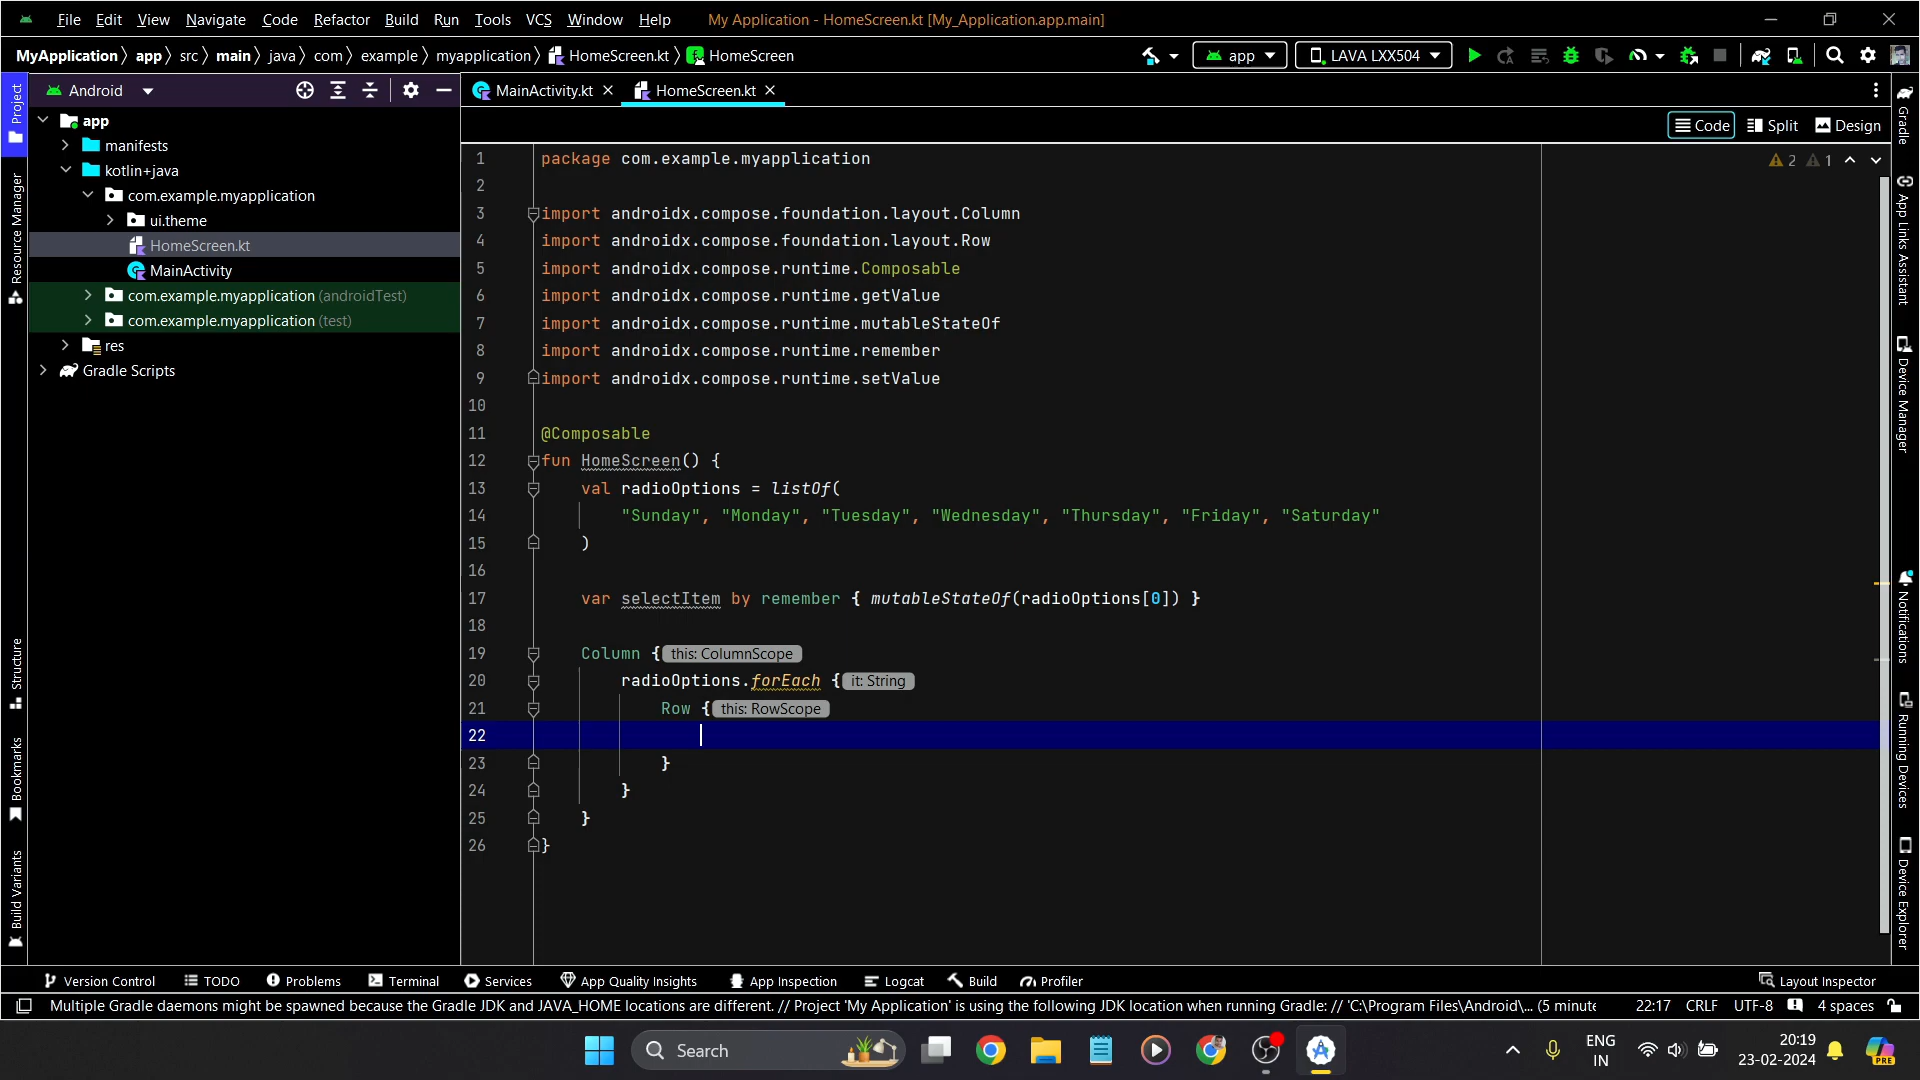 File Edit View Navigate Code Refactor Build Run Tools VCS Window Help My Application - HomeScreen.kt [My_Application.app.main]
MyApplication app src main java com example myapplication HomeScreen.kt HomeScreen app LAVA LXX504
Android MainActivity.kt HomeScreen.kt
Code Split Design
Project
Resource Manager
Structure
Bookmarks
Build Variants
app
manifests
kotlin+java
com.example.myapplication
ui.theme
HomeScreen.kt
MainActivity
com.example.myapplication (androidTest)
com.example.myapplication (test)
res
Gradle Scripts
2 1
1 package com.example.myapplication
2
3 import androidx.compose.foundation.layout.Column
4 import androidx.compose.foundation.layout.Row
5 import androidx.compose.runtime.Composable
6 import androidx.compose.runtime.getValue
7 import androidx.compose.runtime.mutableStateOf
8 import androidx.compose.runtime.remember
9 import androidx.compose.runtime.setValue
10
11 @Composable
12 fun HomeScreen() {
13 val radioOptions = listOf(
14 "Sunday", "Monday", "Tuesday", "Wednesday", "Thursday", "Friday", "Saturday"
15 )
16
17 var selectItem by remember { mutableStateOf(radioOptions[0]) }
18
19 Column { this: ColumnScope
20 radioOptions.forEach { it: String
21 Row { this: RowScope
22
23 }
24 }
25 }
26 }
Gradle
App Links Assistant
Device Manager
Notifications
Running Devices
Device Explorer
Version Control TODO Problems Terminal Services App Quality Insights App Inspection Logcat Build Profiler Layout Inspector
Multiple Gradle daemons might be spawned because the Gradle JDK and JAVA_HOME locations are different. // Project 'My Application' is using the following JDK location when running Gradle: // 'C:\Program Files\Android\... (5 minute 22:17 CRLF UTF-8 4 spaces
Search ENG 20:19
IN 23-02-2024 PRE